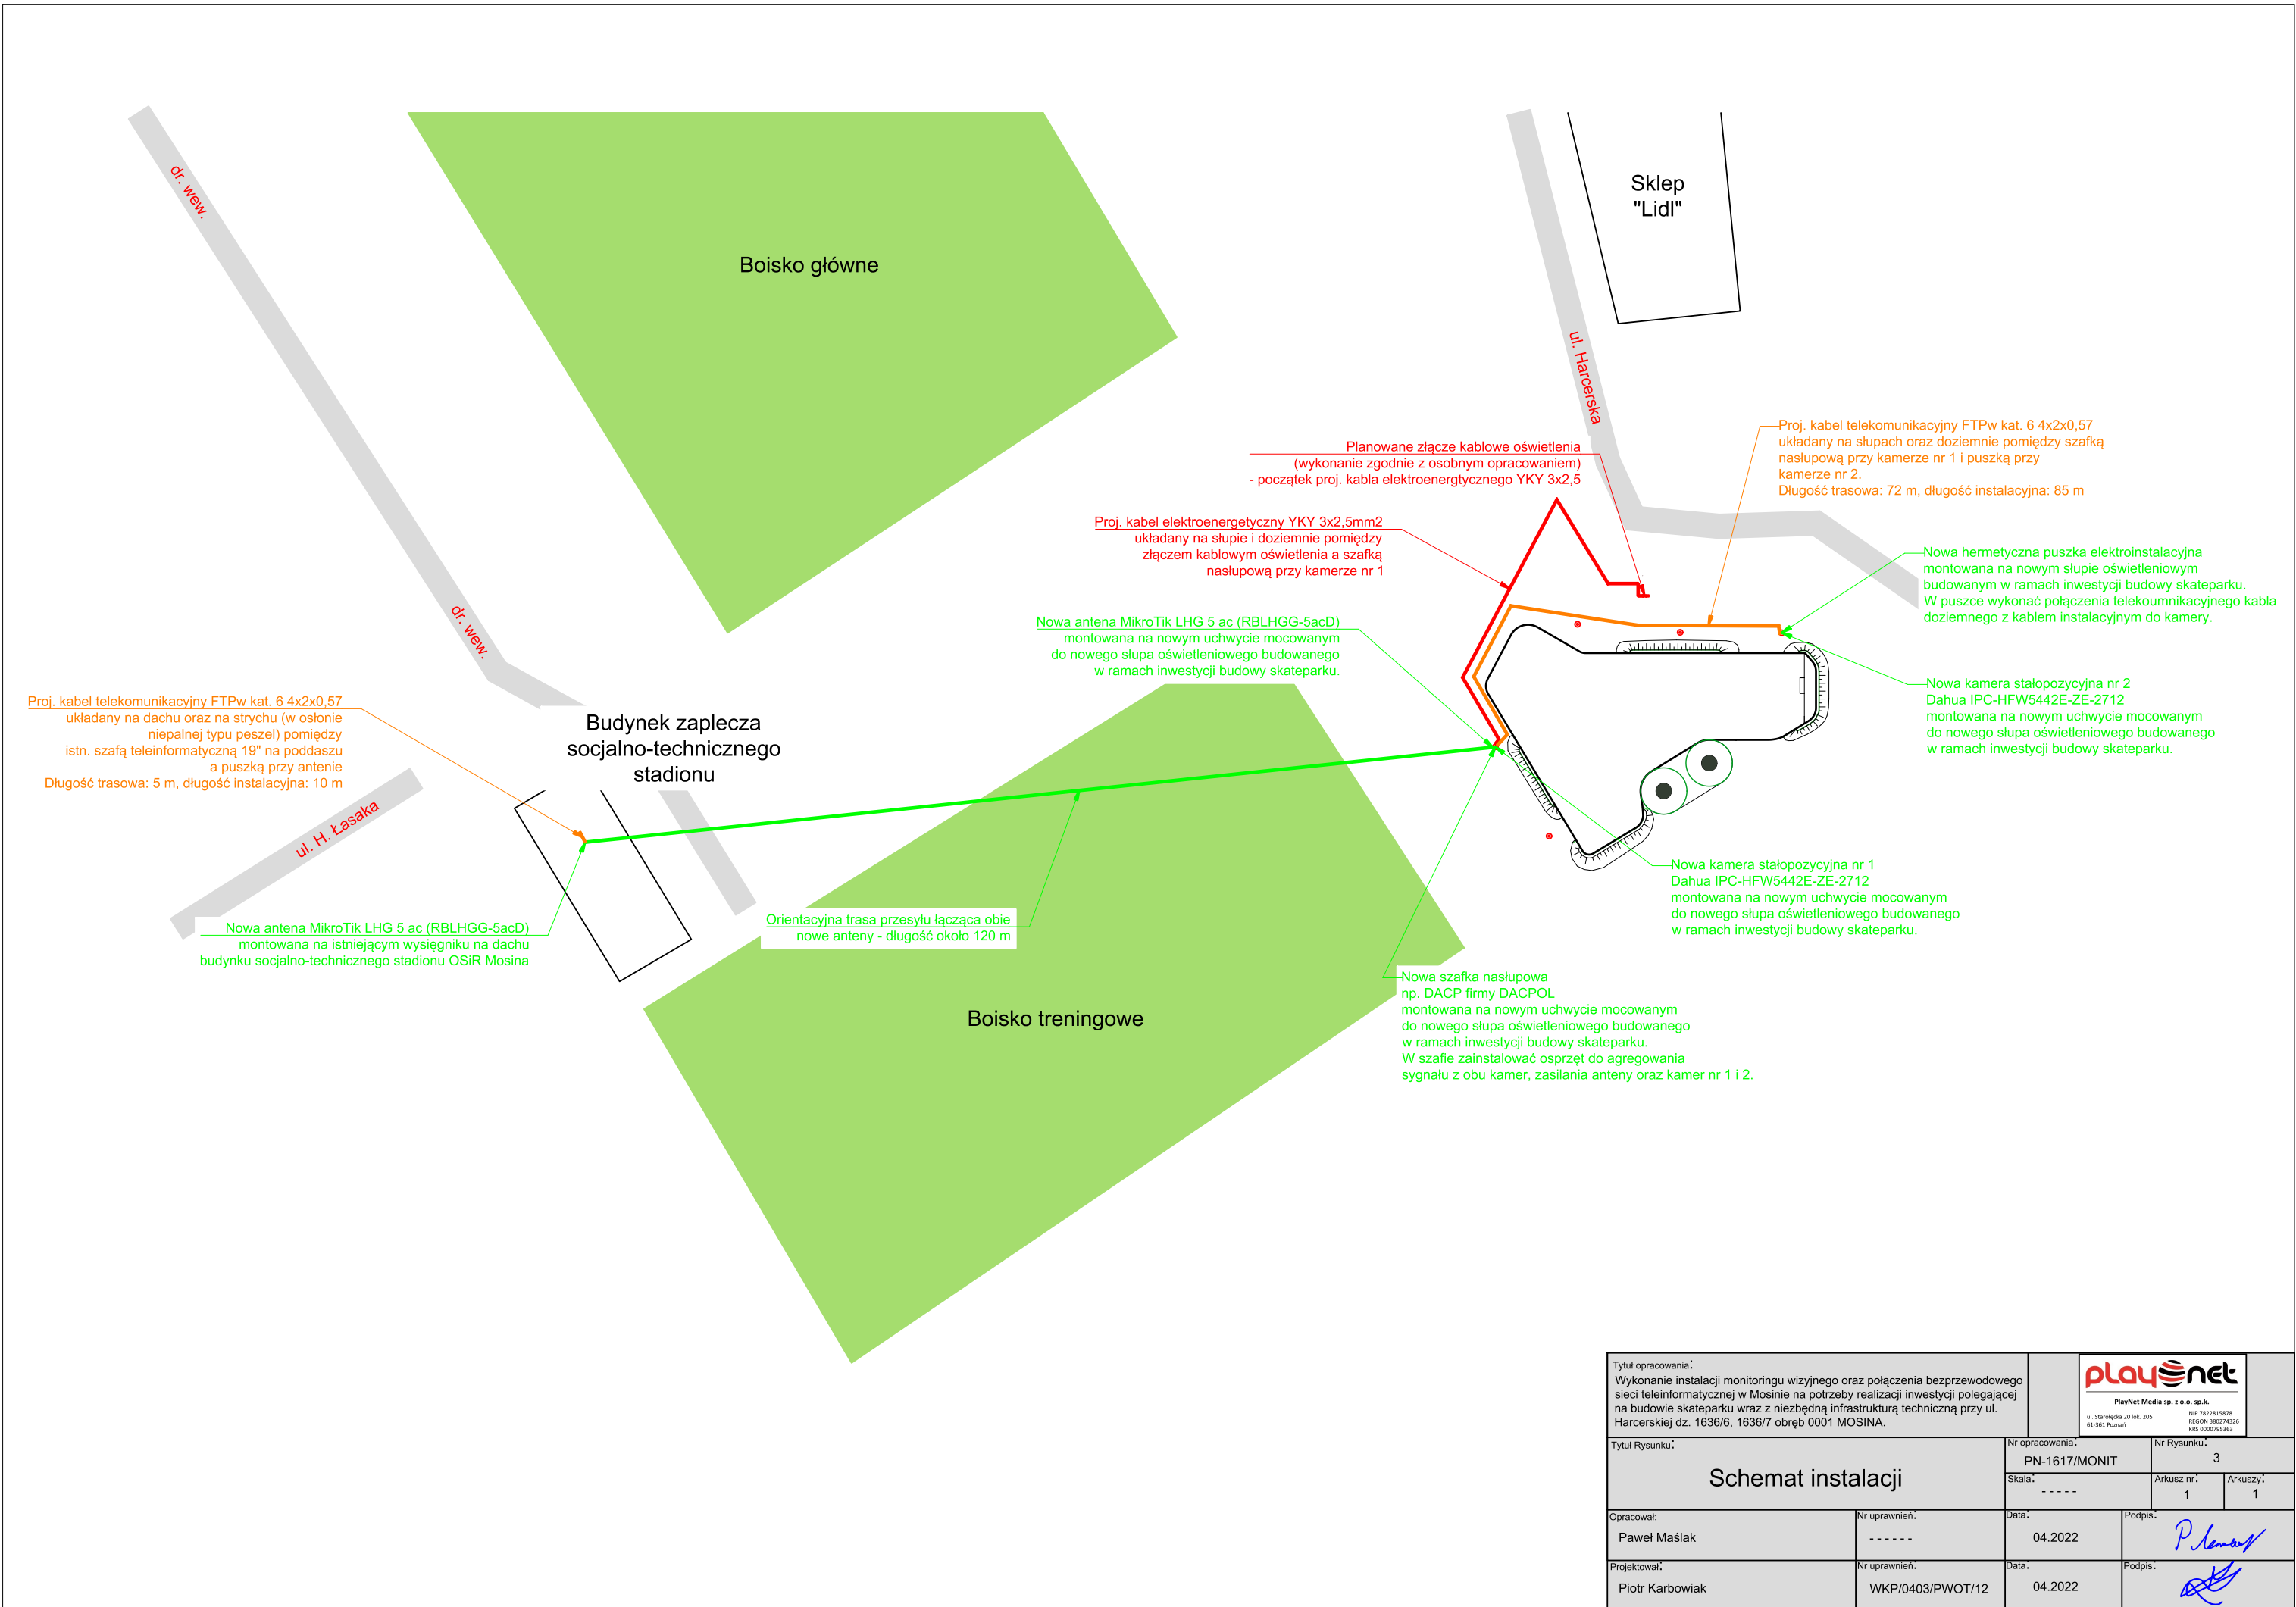 dr. wew.
Boisko główne
Sklep
"Lidl"
ul. Harcerska
Planowane złącze kablowe oświetlenia
(wykonanie zgodnie z osobnym opracowaniem)
- początek proj. kabla elektroenergtycznego YKY 3x2,5
Proj. kabel telekomunikacyjny FTPw kat. 6 4x2x0,57
układany na słupach oraz doziemnie pomiędzy szafką
nasłupową przy kamerze nr 1 i puszką przy
kamerze nr 2.
Długość trasowa: 72 m, długość instalacyjna: 85 m
Proj. kabel elektroenergetyczny YKY 3x2,5mm2
układany na słupie i doziemnie pomiędzy
złączem kablowym oświetlenia a szafką
nasłupową przy kamerze nr 1
Nowa hermetyczna puszka elektroinstalacyjna
montowana na nowym słupie oświetleniowym
budowanym w ramach inwestycji budowy skateparku.
W puszce wykonać połączenia telekoumnikacyjnego kabla
doziemnego z kablem instalacyjnym do kamery.
dr. wew.
Nowa antena MikroTik LHG 5 ac (RBLHGG-5acD)
montowana na nowym uchwycie mocowanym
do nowego słupa oświetleniowego budowanego
w ramach inwestycji budowy skateparku.
Nowa kamera stałopozycyjna nr 2
Dahua IPC-HFW5442E-ZE-2712
montowana na nowym uchwycie mocowanym
do nowego słupa oświetleniowego budowanego
w ramach inwestycji budowy skateparku.
Proj. kabel telekomunikacyjny FTPw kat. 6 4x2x0,57
układany na dachu oraz na strychu (w osłonie
niepalnej typu peszel) pomiędzy
istn. szafą teleinformatyczną 19" na poddaszu
a puszką przy antenie
Długość trasowa: 5 m, długość instalacyjna: 10 m
Budynek zaplecza
socjalno-technicznego
stadionu
ul. H. Łasaka
Nowa kamera stałopozycyjna nr 1
Dahua IPC-HFW5442E-ZE-2712
montowana na nowym uchwycie mocowanym
do nowego słupa oświetleniowego budowanego
w ramach inwestycji budowy skateparku.
Nowa antena MikroTik LHG 5 ac (RBLHGG-5acD)
montowana na istniejącym wysięgniku na dachu
budynku socjalno-technicznego stadionu OSiR Mosina
Orientacyjna trasa przesyłu łącząca obie
nowe anteny - długość około 120 m
Nowa szafka nasłupowa
np. DACP firmy DACPOL
montowana na nowym uchwycie mocowanym
do nowego słupa oświetleniowego budowanego
w ramach inwestycji budowy skateparku.
W szafie zainstalować osprzęt do agregowania
sygnału z obu kamer, zasilania anteny oraz kamer nr 1 i 2.
Boisko treningowe
Tytuł opracowania:
Wykonanie instalacji monitoringu wizyjnego oraz połączenia bezprzewodowego
sieci teleinformatycznej w Mosinie na potrzeby realizacji inwestycji polegającej
na budowie skateparku wraz z niezbędną infrastrukturą techniczną przy ul.
Harcerskiej dz. 1636/6, 1636/7 obręb 0001 MOSINA.
play net
PlayNet Media sp. z o.o. sp.k.
ul. Starołęcka 20 lok. 205
61-361 Poznań
NIP 7822815878
REGON 380274326
KRS 0000795363
Tytuł Rysunku:
Schemat instalacji
Nr opracowania:
PN-1617/MONIT
Nr Rysunku:
3
Skala:
- - - - -
Arkusz nr:
1
Arkuszy:
1
Opracował:
Paweł Maślak
Nr uprawnień:
- - - - - -
Data:
04.2022
Podpis:
Projektował:
Piotr Karbowiak
Nr uprawnień:
WKP/0403/PWOT/12
Data:
04.2022
Podpis: